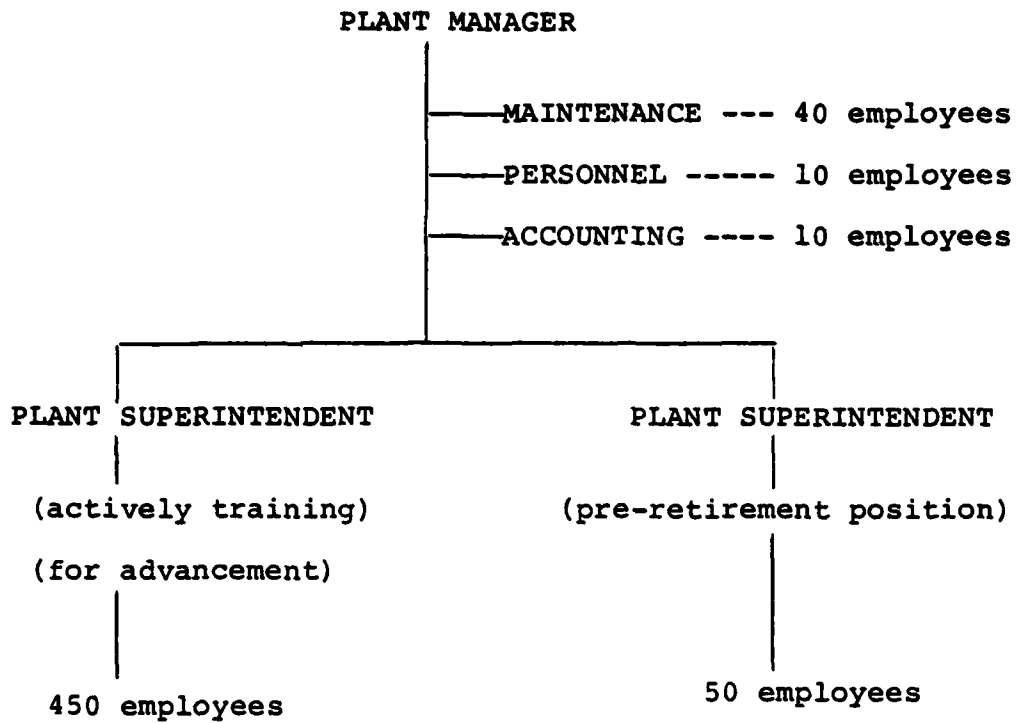 PLANT MANAGER
MAINTENANCE --- 40 employees
PERSONNEL ----- 10 employees
ACCOUNTING ---- 10 employees
PLANT SUPERINTENDENT
(actively training)
(for advancement)
450 employees
PLANT SUPERINTENDENT
(pre-retirement position)
50 employees